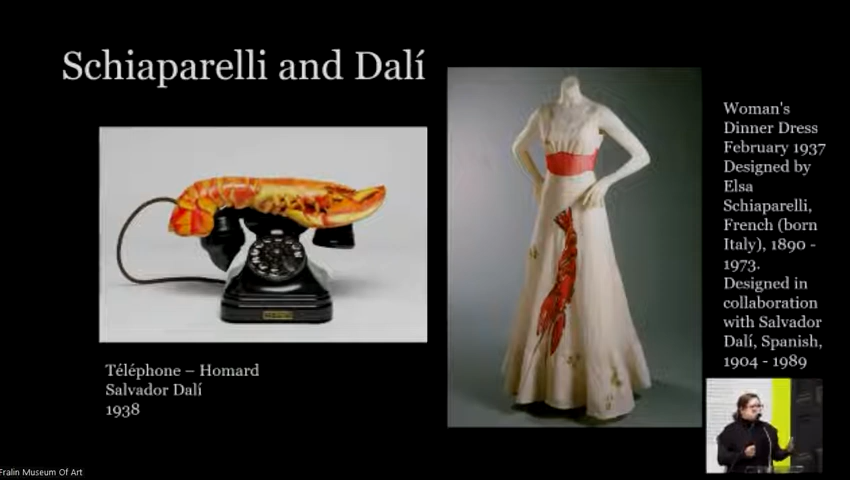 Schiaparelli and Dalí
Téléphone – Homard
Salvador Dalí
1938
Woman's
Dinner Dress
February 1937
Designed by
Elsa
Schiaparelli,
French (born
Italy), 1890 -
1973.
Designed in
collaboration
with Salvador
Dalí, Spanish,
1904 - 1989
Fralin Museum Of Art